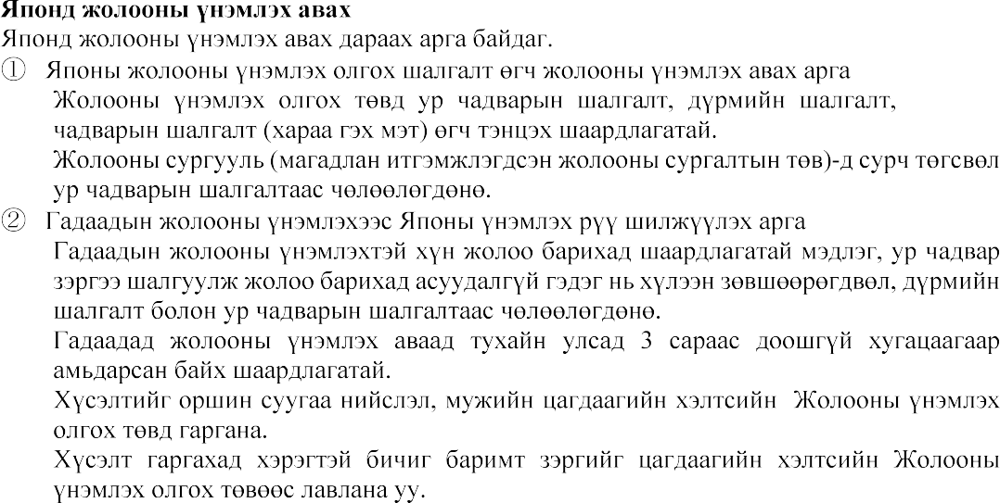 Японд жолооны үнэмлэх авах
Японд жолооны үнэмлэх авах дараах арга байдаг.
① Японы жолооны үнэмлэх олгох шалгалт өгч жолооны үнэмлэх авах арга
Жолооны үнэмлэх олгох төвд ур чадварын шалгалт, дүрмийн шалгалт,
чадварын шалгалт (хараа гэх мэт) өгч тэнцэх шаардлагатай.
Жолооны сургууль (магадлан итгэмжлэгдсэн жолооны сургалтын төв)-д сурч төгсвөл
ур чадварын шалгалтаас чөлөөлөгдөнө.
② Гадаадын жолооны үнэмлэхээс Японы үнэмлэх рүү шилжүүлэх арга
Гадаадын жолооны үнэмлэхтэй хүн жолоо барихад шаардлагатай мэдлэг, ур чадвар
зэргээ шалгуулж жолоо барихад асуудалгүй гэдэг нь хүлээн зөвшөөрөгдвөл, дүрмийн
шалгалт болон ур чадварын шалгалтаас чөлөөлөгдөнө.
Гадаадад жолооны үнэмлэх аваад тухайн улсад 3 сараас доошгүй хугацаагаар
амьдарсан байх шаардлагатай.
Хүсэлтийг оршин суугаа нийслэл, мужийн цагдаагийн хэлтсийн Жолооны үнэмлэх
олгох төвд гаргана.
Хүсэлт гаргахад хэрэгтэй бичиг баримт зэргийг цагдаагийн хэлтсийн Жолооны
үнэмлэх олгох төвөөс лавлана уу.